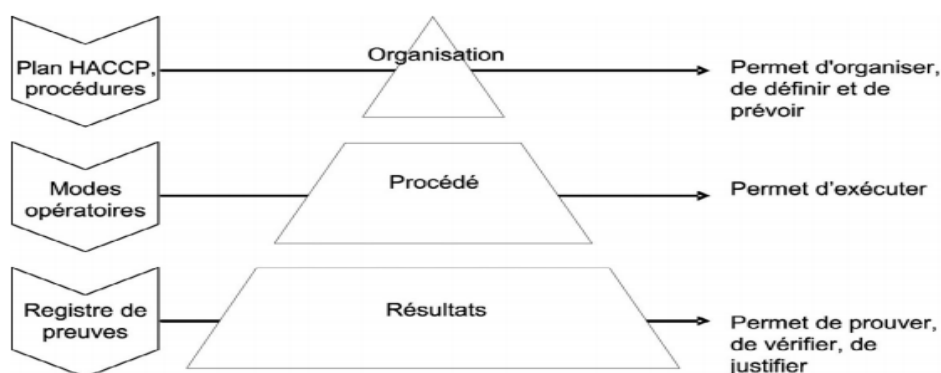 Plan HACCP,
procédures
Organisation
Permet d'organiser,
de définir et de
prévoir
Modes
opératoires
Procédé
Permet d'exécuter
Registre de
preuves
Résultats
Permet de prouver,
de vérifier, de
justifier